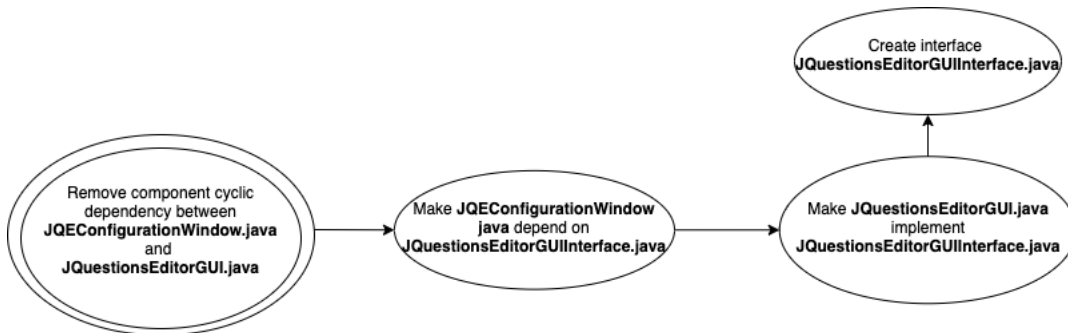 Create interface
JQuestionsEditorGUIInterface.java
Remove component cyclic
dependency between
JQEConfigurationWindow.java
and
JQuestionsEditorGUI.java
Make JQEConfigurationWindow
java depend on
JQuestionsEditorGUIInterface.java
Make JQuestionsEditorGUI.java
implement
JQuestionsEditorGUIInterface.java